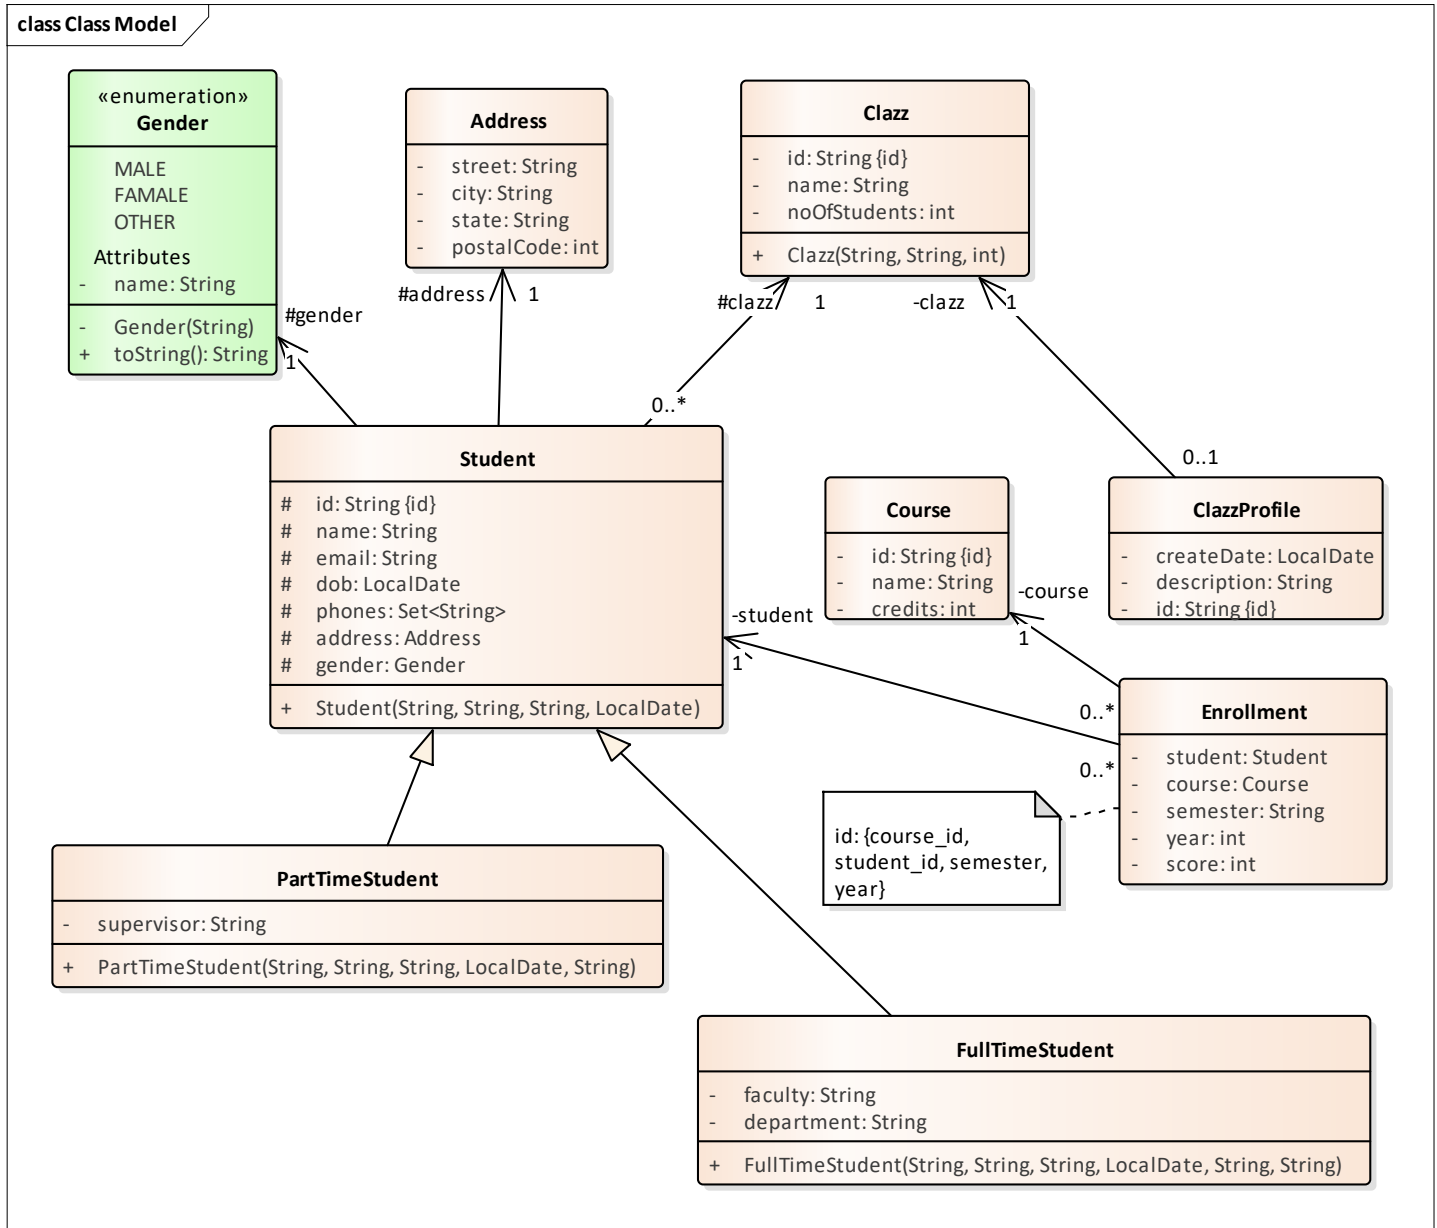 class Class Model
«enumeration»
Gender
MALE
FAMALE
OTHER
Attributes
- name: String
- Gender(String)
+ toString(): String
Address
- street: String
- city: String
- state: String
- postalCode: int
Clazz
- id: String {id}
- name: String
- noOfStudents: int
+ Clazz(String, String, int)
#gender
1
#address
1
#clazz
1
-clazz
1
0..*
0..1
Student
# id: String {id}
# name: String
# email: String
# dob: LocalDate
# phones: Set<String>
# address: Address
# gender: Gender
+ Student(String, String, String, LocalDate)
Course
- id: String {id}
- name: String
- credits: int
ClazzProfile
- createDate: LocalDate
- description: String
- id: String {id}
-course
1
-student
1
0..*
0..*
Enrollment
- student: Student
- course: Course
- semester: String
- year: int
- score: int
id: {course_id,
student_id, semester,
year}
PartTimeStudent
- supervisor: String
+ PartTimeStudent(String, String, String, LocalDate, String)
FullTimeStudent
- faculty: String
- department: String
+ FullTimeStudent(String, String, String, LocalDate, String, String)